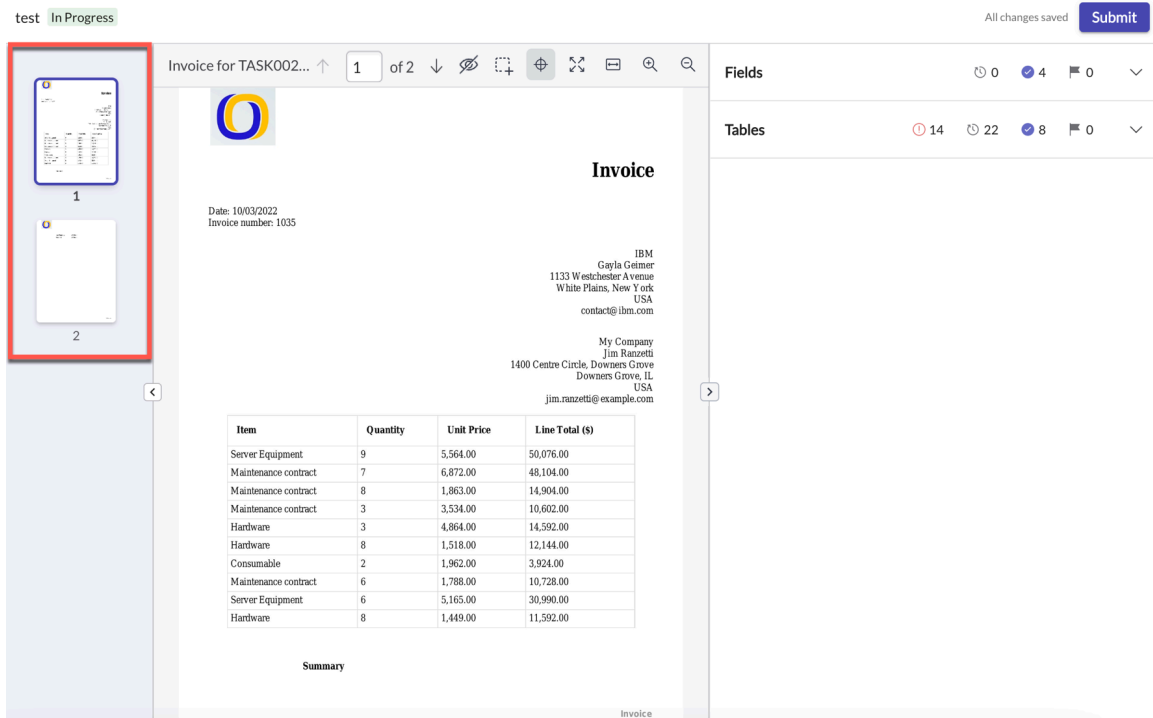 test In Progress All changes saved Submit
Invoice for TASK002... 1 of 2
Fields 0 4 0
Tables 14 22 8 0
1
2
Invoice
Date: 10/03/2022
Invoice number: 1035
IBM
Gayla Geimer
1133 Westchester Avenue
White Plains, New York
USA
contact@ibm.com
My Company
Jim Ranzetti
1400 Centre Circle, Downers Grove
Downers Grove, IL
USA
jim.ranzetti@example.com
Item Quantity Unit Price Line Total ($)
Server Equipment 9 5,564.00 50,076.00
Maintenance contract 7 6,872.00 48,104.00
Maintenance contract 8 1,863.00 14,904.00
Maintenance contract 3 3,534.00 10,602.00
Hardware 3 4,864.00 14,592.00
Hardware 8 1,518.00 12,144.00
Consumable 2 1,962.00 3,924.00
Maintenance contract 6 1,788.00 10,728.00
Server Equipment 6 5,165.00 30,990.00
Hardware 8 1,449.00 11,592.00
Summary
Invoice